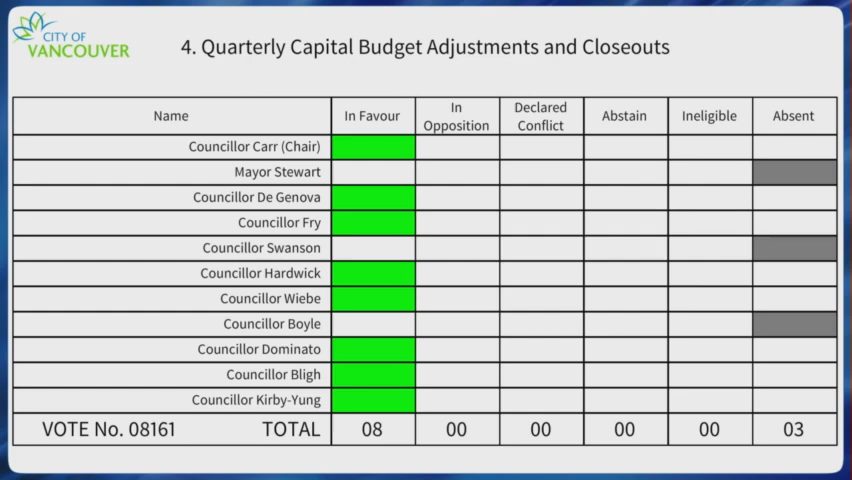 CITY OF
VANCOUVER
4. Quarterly Capital Budget Adjustments and Closeouts
Name In Favour In Opposition Declared Conflict Abstain Ineligible Absent
Councillor Carr (Chair)
Mayor Stewart
Councillor De Genova
Councillor Fry
Councillor Swanson
Councillor Hardwick
Councillor Wiebe
Councillor Boyle
Councillor Dominato
Councillor Bligh
Councillor Kirby-Yung
VOTE No. 08161 TOTAL 08 00 00 00 00 03